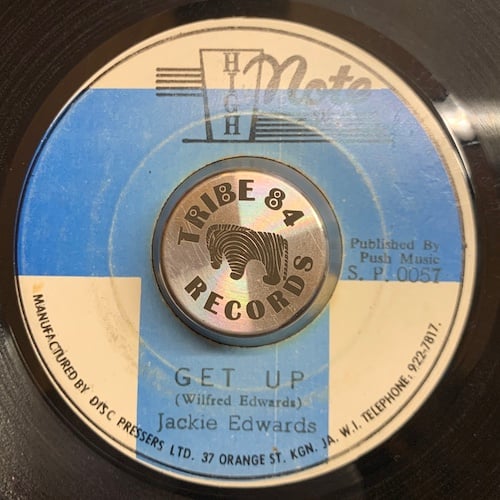 HIGH
Note
TRIBE 84
RECORDS
Published By
Push Music
S. P. 0057
GET UP
(Wilfred Edwards)
Jackie Edwards
MANUFACTURED BY DISC PRESSERS LTD. 37 ORANGE ST. KGN. JA. W.I. TELEPHONE: 922-7817.